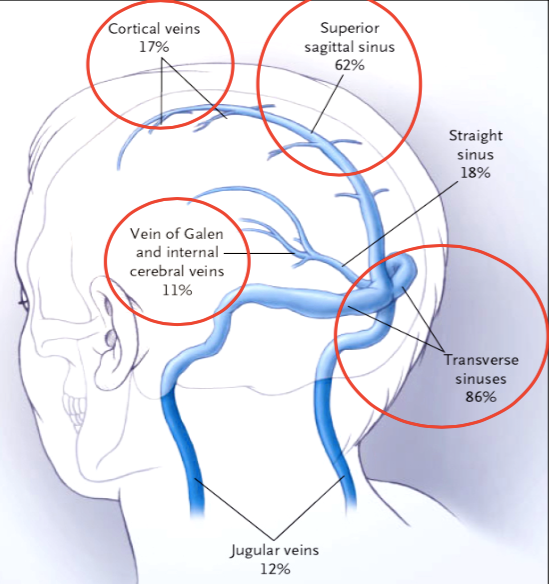 Cortical veins
17%
Superior
sagittal sinus
62%
Straight
sinus
18%
Vein of Galen
and internal
cerebral veins
11%
Transverse
sinuses
86%
Jugular veins
12%